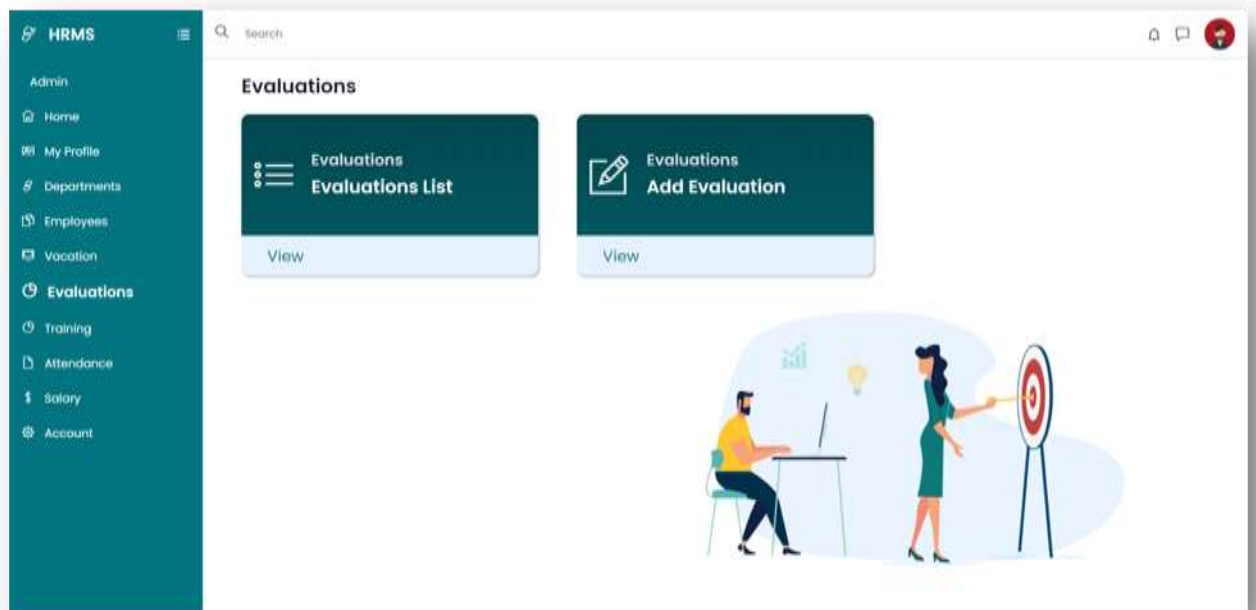 HRMS
Search
Admin
Home
My Profile
Departments
Employees
Vacation
Evaluations
Training
Attendance
Salary
Account
Evaluations
Evaluations
Evaluations List
View
Evaluations
Add Evaluation
View